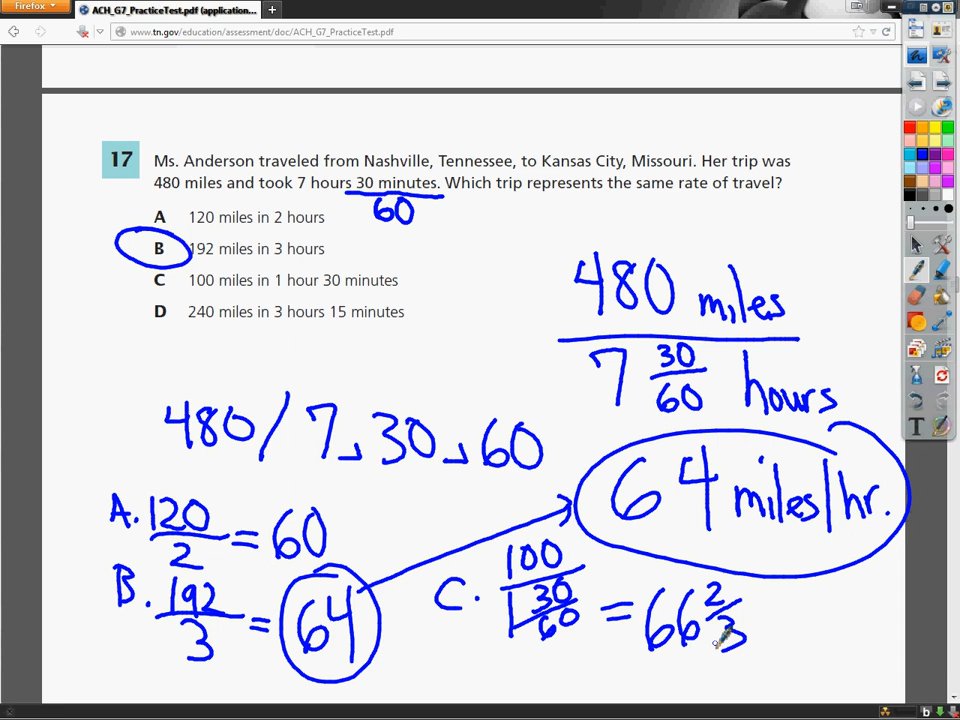 Firefox
ACH_G7_PracticeTest.pdf (application...
www.tn.gov/education/assessment/doc/ACH_G7_PracticeTest.pdf
17 Ms. Anderson traveled from Nashville, Tennessee, to Kansas City, Missouri. Her trip was
480 miles and took 7 hours 30 minutes. Which trip represents the same rate of travel?
60
A 120 miles in 2 hours
B 192 miles in 3 hours
C 100 miles in 1 hour 30 minutes
D 240 miles in 3 hours 15 minutes
480 miles
7 30/60 hours
480 / 7 ⌟ 30 ⌟ 60
64 miles/hr.
A. 120/2 = 60
B. 192/3 = 64
C. 100 / 1 30/60 = 66 2/3
T
b